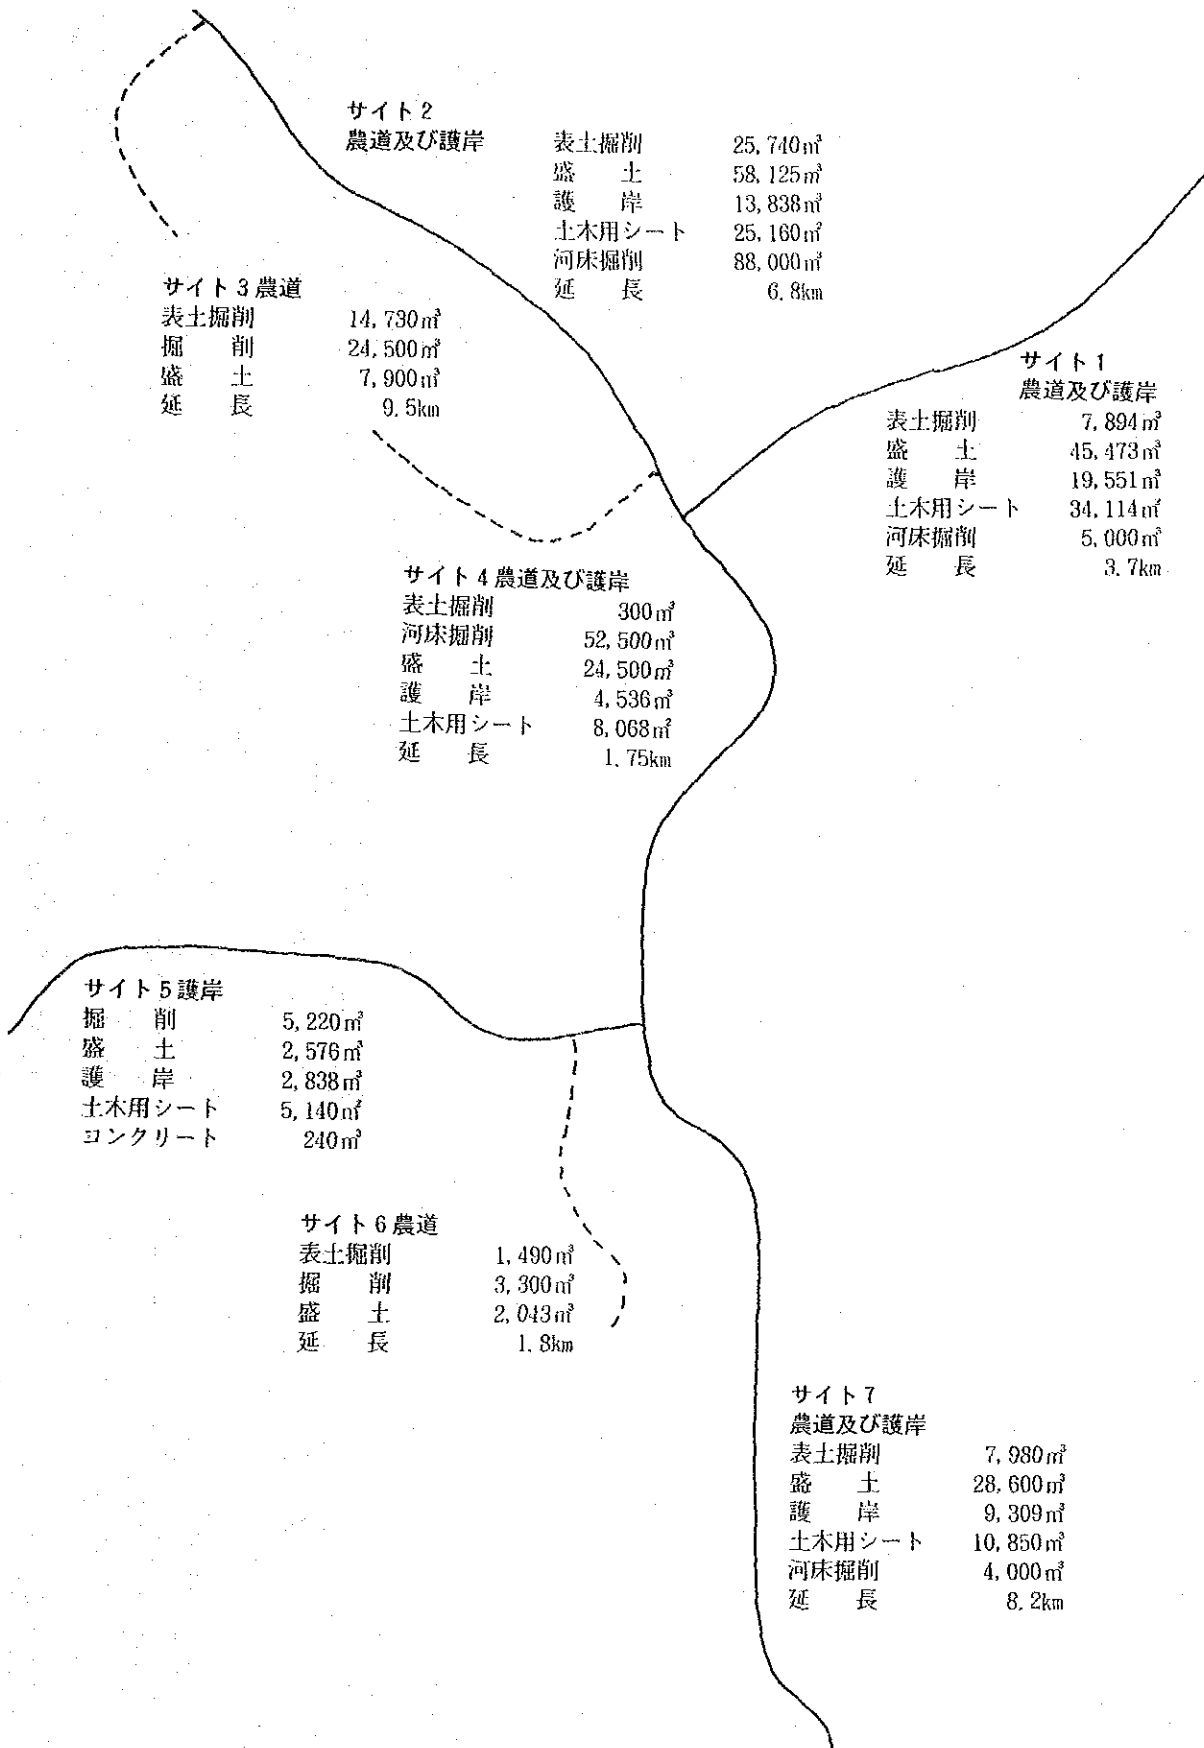 サイト2
農道及び護岸
表土掘削 25,740㎥
盛土 58,125㎥
護岸 13,838㎥
土木用シート 25,160㎡
河床掘削 88,000㎥
延長 6.8km
サイト3農道
表土掘削 14,730㎥
掘削 24,500㎥
盛土 7,900㎥
延長 9.5km
サイト1
農道及び護岸
表土掘削 7,894㎥
盛土 45,473㎥
護岸 19,551㎥
土木用シート 34,114㎡
河床掘削 5,000㎥
延長 3.7km
サイト4農道及び護岸
表土掘削 300㎥
河床掘削 52,500㎥
盛土 24,500㎥
護岸 4,536㎥
土木用シート 8,068㎡
延長 1.75km
サイト5護岸
掘削 5,220㎥
盛土 2,576㎥
護岸 2,838㎥
土木用シート 5,140㎡
コンクリート 240㎥
サイト6農道
表土掘削 1,490㎥
掘削 3,300㎥
盛土 2,043㎥
延長 1.8km
サイト7
農道及び護岸
表土掘削 7,980㎥
盛土 28,600㎥
護岸 9,309㎥
土木用シート 10,850㎥
河床掘削 4,000㎥
延長 8.2km